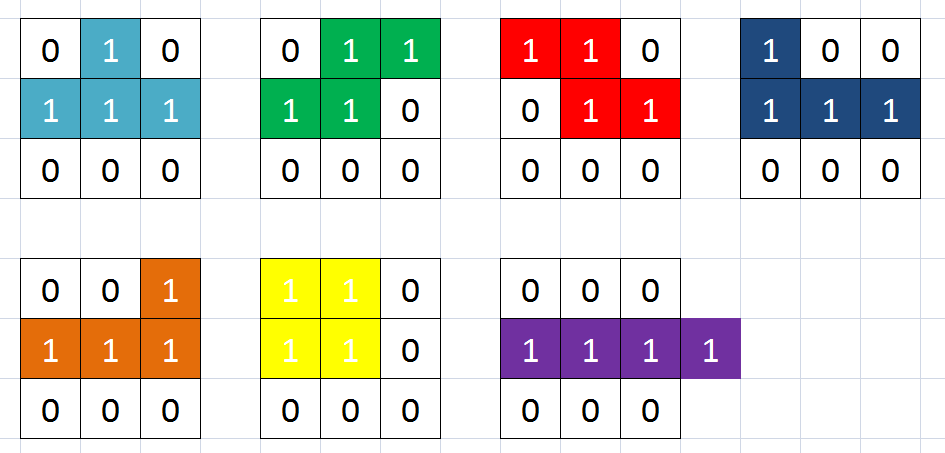 0 1 0 0 1 1 1 1 0 1 0 0
1 1 1 1 1 0 0 1 1 1 1 1
0 0 0 0 0 0 0 0 0 0 0 0
0 0 1 1 1 0 0 0 0
1 1 1 1 1 0 1 1 1 1
0 0 0 0 0 0 0 0 0